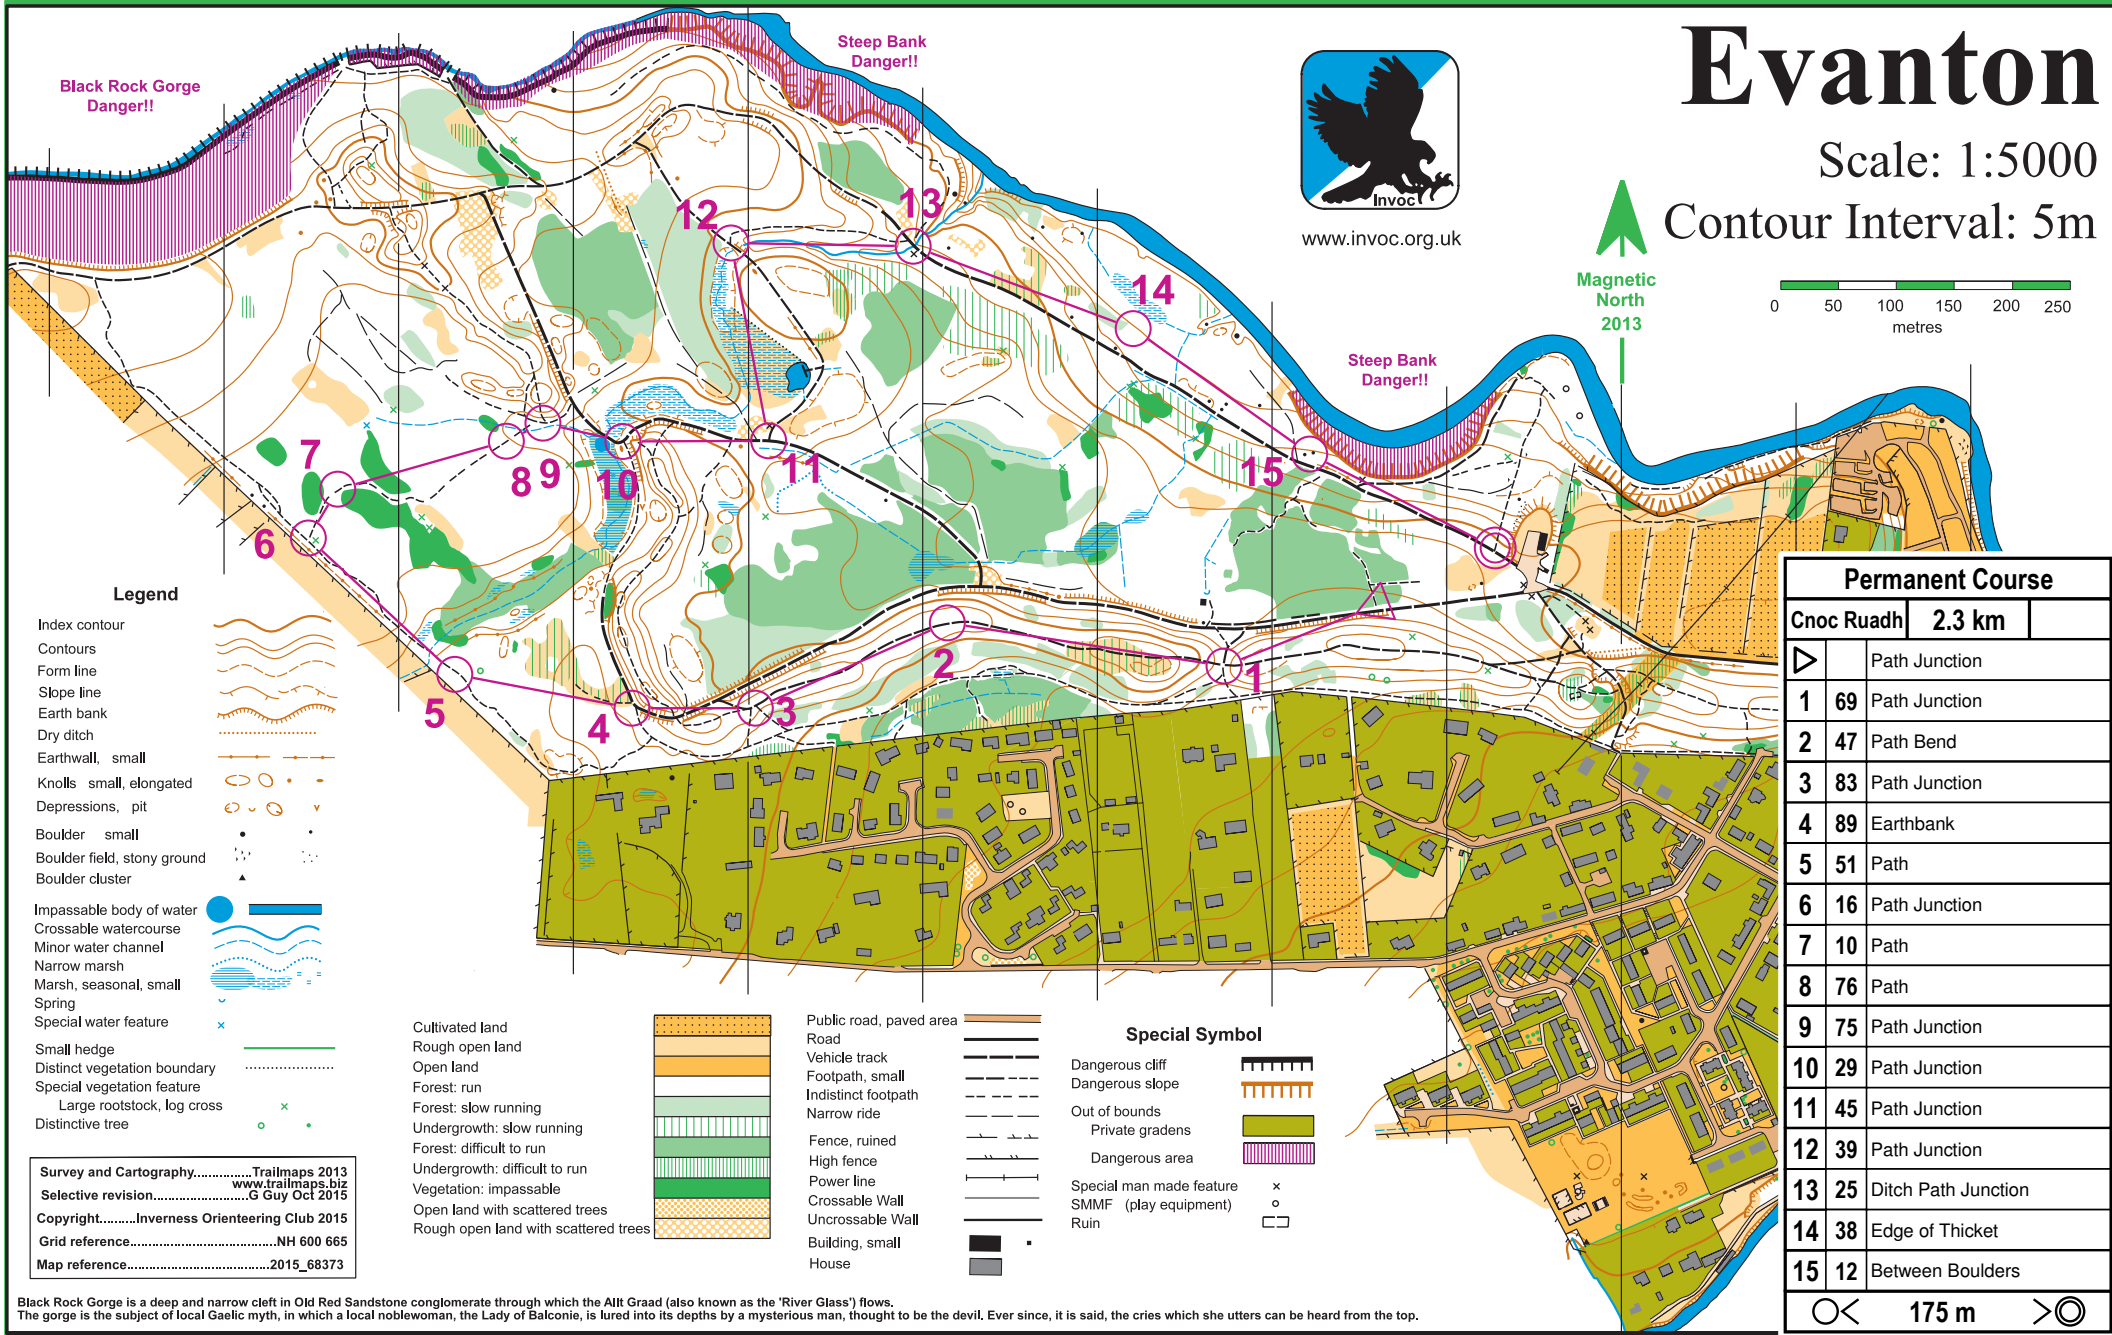 Evanton
Scale: 1:5000
Contour Interval: 5m
0 50 100 150 200 250
metres
Magnetic
North
2013
Invoc
www.invoc.org.uk
Black Rock Gorge
Danger!!
Steep Bank
Danger!!
Steep Bank
Danger!!
12
13
14
15
7
8
9
10
11
6
5
4
3
2
1
Legend
Index contour
Contours
Form line
Slope line
Earth bank
Dry ditch
Earthwall, small
Knolls small, elongated
Depressions, pit
Boulder small
Boulder field, stony ground
Boulder cluster
Impassable body of water
Crossable watercourse
Minor water channel
Narrow marsh
Marsh, seasonal, small
Spring
Special water feature
Small hedge
Distinct vegetation boundary
Special vegetation feature
Large rootstock, log cross
Distinctive tree
Cultivated land
Rough open land
Open land
Forest: run
Forest: slow running
Undergrowth: slow running
Forest: difficult to run
Undergrowth: difficult to run
Vegetation: impassable
Open land with scattered trees
Rough open land with scattered trees
Public road, paved area
Road
Vehicle track
Footpath, small
Indistinct footpath
Narrow ride
Fence, ruined
High fence
Power line
Crossable Wall
Uncrossable Wall
Building, small
House
Special Symbol
Dangerous cliff
Dangerous slope
Out of bounds
Private gradens
Dangerous area
Special man made feature
SMMF (play equipment)
Ruin
Survey and Cartography..............Trailmaps 2013
www.trailmaps.biz
Selective revision.......................G Guy Oct 2015
Copyright..........Inverness Orienteering Club 2015
Grid reference...................................NH 600 665
Map reference.................................2015_68373
Permanent Course
Cnoc Ruadh 2.3 km
Path Junction
1 69 Path Junction
2 47 Path Bend
3 83 Path Junction
4 89 Earthbank
5 51 Path
6 16 Path Junction
7 10 Path
8 76 Path
9 75 Path Junction
10 29 Path Junction
11 45 Path Junction
12 39 Path Junction
13 25 Ditch Path Junction
14 38 Edge of Thicket
15 12 Between Boulders
175 m
Black Rock Gorge is a deep and narrow cleft in Old Red Sandstone conglomerate through which the Allt Graad (also known as the 'River Glass') flows.
The gorge is the subject of local Gaelic myth, in which a local noblewoman, the Lady of Balconie, is lured into its depths by a mysterious man, thought to be the devil. Ever since, it is said, the cries which she utters can be heard from the top.